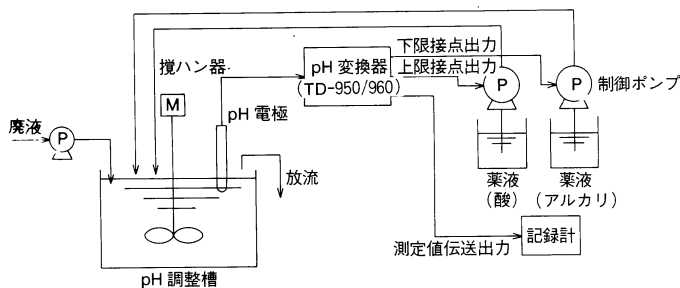 下限接点出力
pH 変換器
(TD-950/960)
上限接点出力
P
P
制御ポンプ
撹ハン器
M
pH 電極
廃液
P
放流
薬液
(酸)
薬液
(アルカリ)
測定値伝送出力
記録計
pH 調整槽